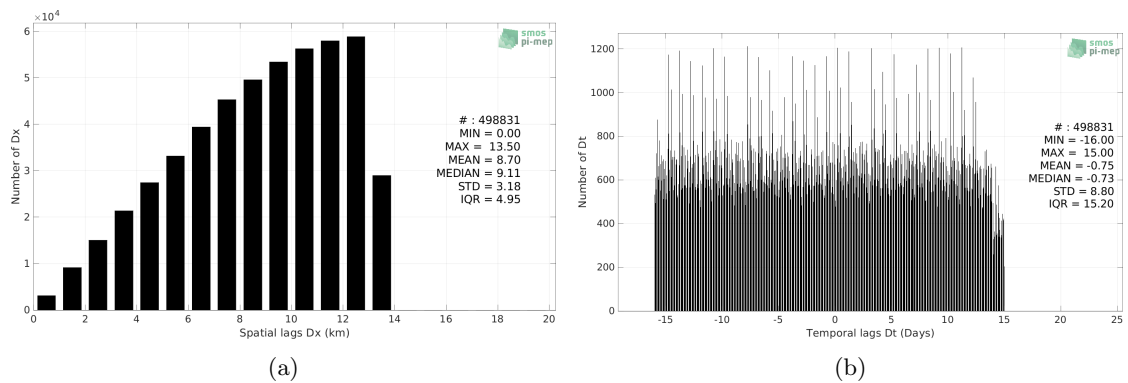 ×10⁴
6
5
4
3
2
1
0
Number of Dx
0 2 4 6 8 10 12 14 16 18 20
Spatial lags Dx (km)
smos
pi-mep
# : 498831
MIN = 0.00
MAX = 13.50
MEAN = 8.70
MEDIAN = 9.11
STD = 3.18
IQR = 4.95
(a)
1200
1000
800
600
400
200
0
Number of Dt
-15 -10 -5 0 5 10 15 20 25
Temporal lags Dt (Days)
smos
pi-mep
# : 498831
MIN = -16.00
MAX = 15.00
MEAN = -0.75
MEDIAN = -0.73
STD = 8.80
IQR = 15.20
(b)